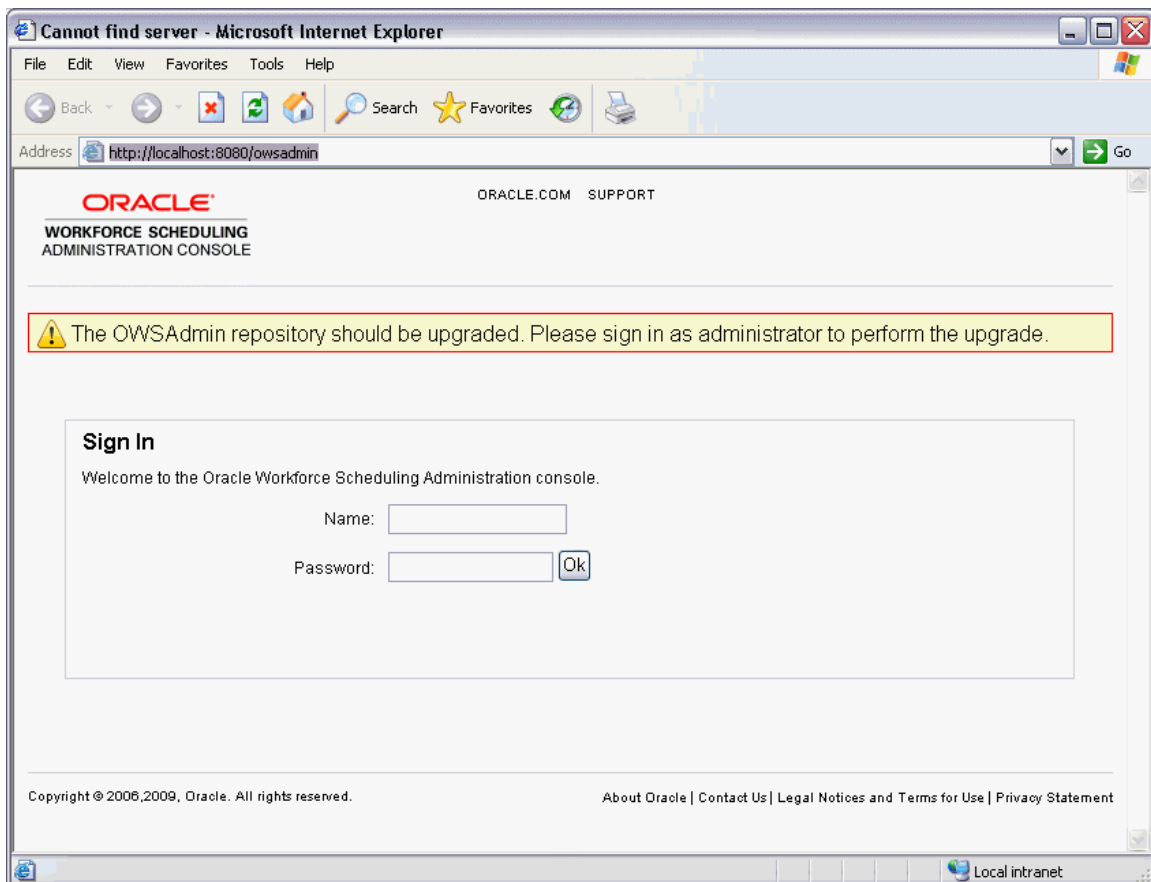 Cannot find server - Microsoft Internet Explorer
File Edit View Favorites Tools Help
Back Search Favorites
Address http://localhost:8080/owsadmin Go
ORACLE
ORACLE.COM SUPPORT
WORKFORCE SCHEDULING
ADMINISTRATION CONSOLE
The OWSAdmin repository should be upgraded. Please sign in as administrator to perform the upgrade.
Sign In
Welcome to the Oracle Workforce Scheduling Administration console.
Name:
Password: Ok
Copyright © 2006,2009, Oracle. All rights reserved. About Oracle | Contact Us | Legal Notices and Terms for Use | Privacy Statement
Local intranet